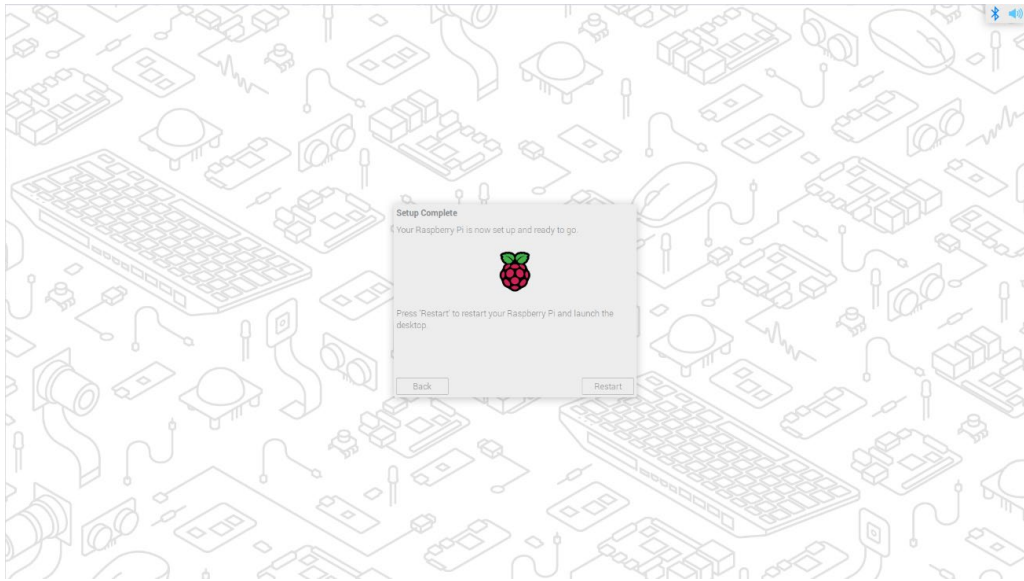 Setup Complete
Your Raspberry Pi is now set up and ready to go.
Press 'Restart' to restart your Raspberry Pi and launch the
desktop.
Back
Restart